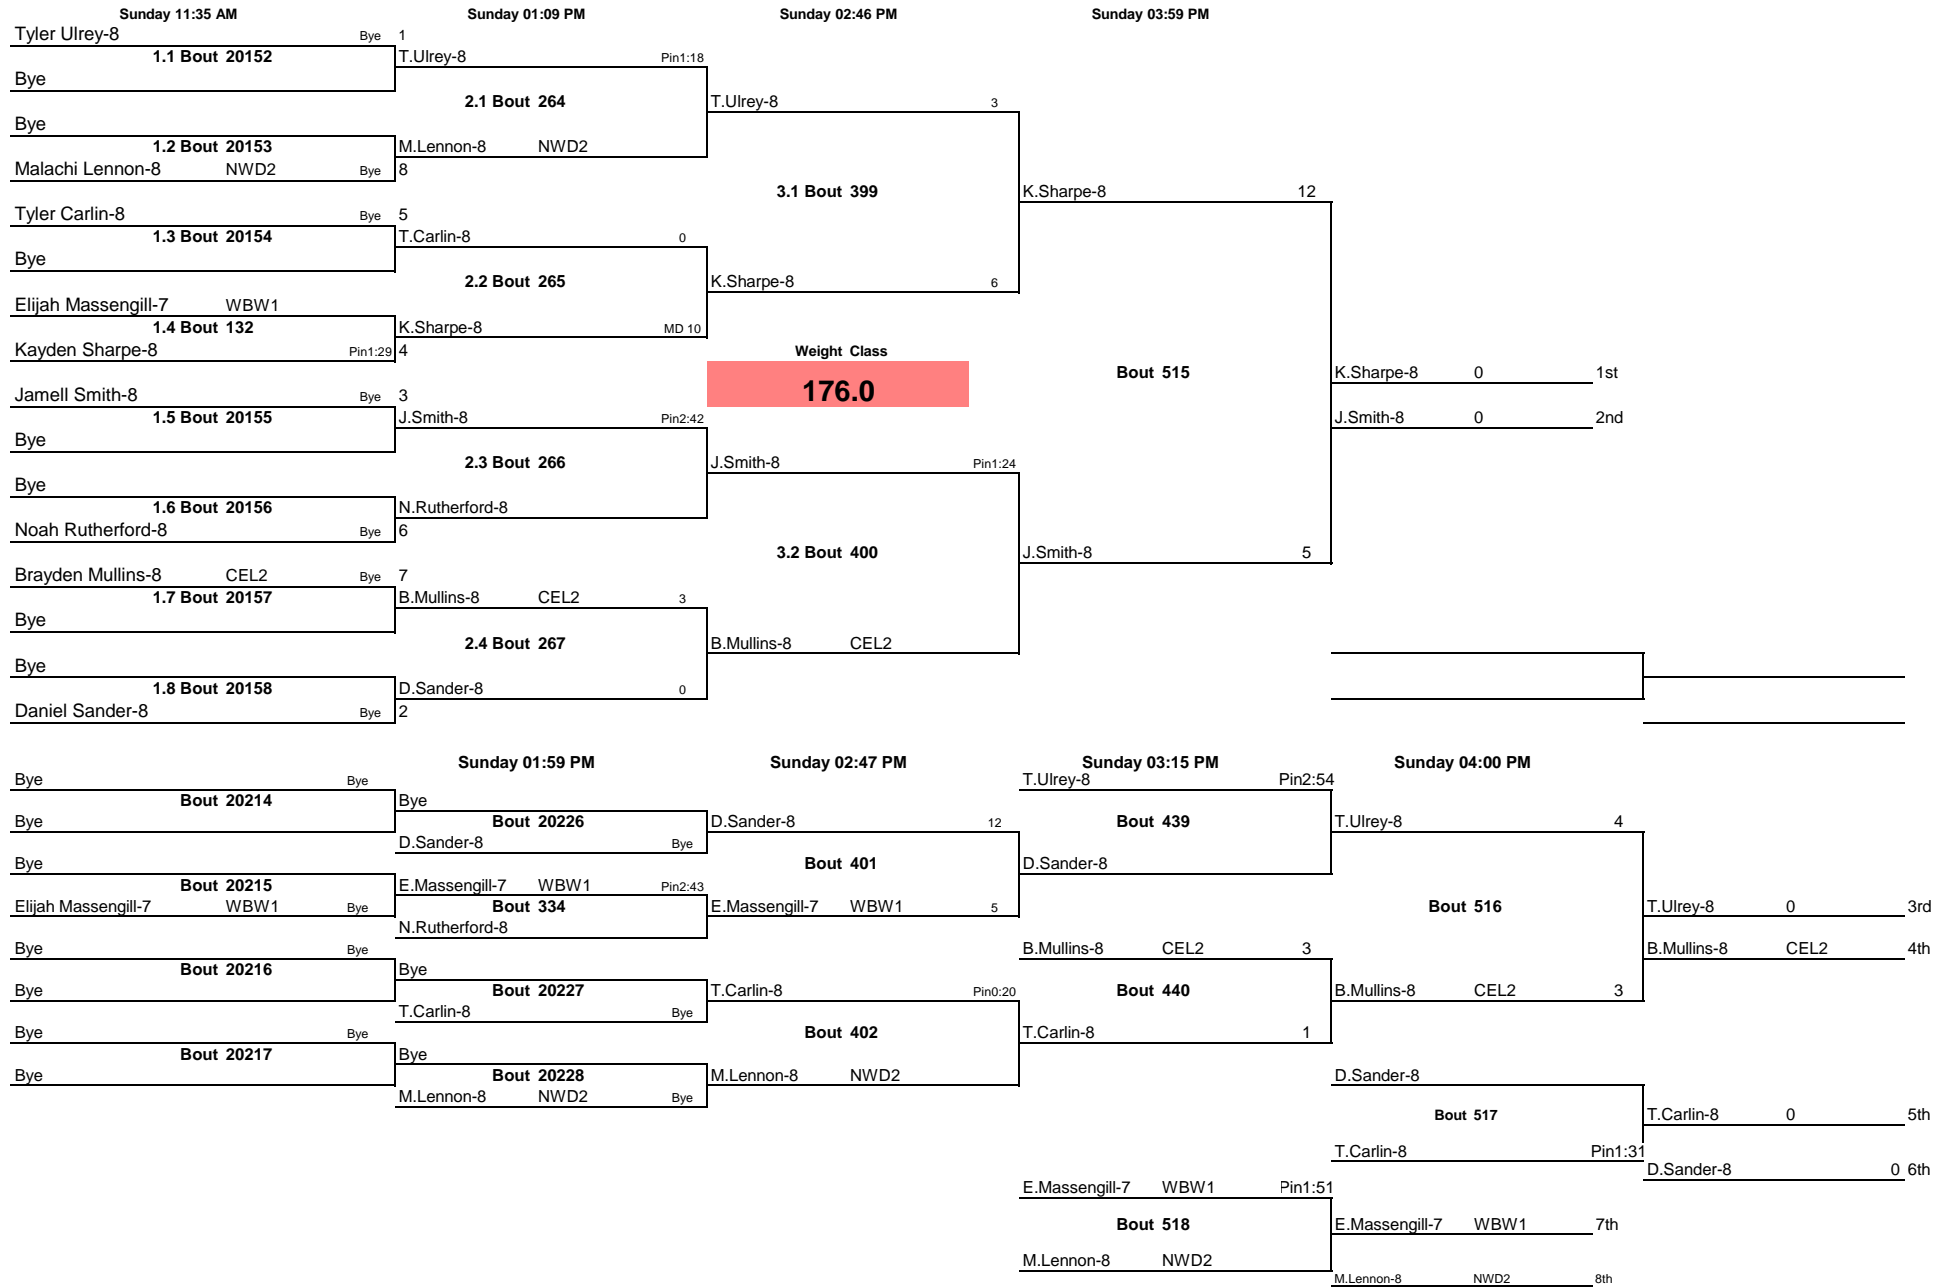 Sunday 11:35 AM Sunday 01:09 PM Sunday 02:46 PM Sunday 03:59 PM
Tyler Ulrey-8 Bye 1
1.1 Bout 20152 T.Ulrey-8 Pin1:18
Bye
2.1 Bout 264 T.Ulrey-8 3
Bye
1.2 Bout 20153 M.Lennon-8 NWD2
Malachi Lennon-8 NWD2 Bye 8
3.1 Bout 399 K.Sharpe-8 12
Tyler Carlin-8 Bye 5
1.3 Bout 20154 T.Carlin-8 0
Bye
2.2 Bout 265 K.Sharpe-8 6
Elijah Massengill-7 WBW1
1.4 Bout 132 K.Sharpe-8 MD 10
Kayden Sharpe-8 Pin1:29 4 Weight Class
Bout 515 K.Sharpe-8 0 1st
Jamell Smith-8 Bye 3 176.0
1.5 Bout 20155 J.Smith-8 Pin2:42 J.Smith-8 0 2nd
Bye
2.3 Bout 266 J.Smith-8 Pin1:24
Bye
1.6 Bout 20156 N.Rutherford-8
Noah Rutherford-8 Bye 6
3.2 Bout 400 J.Smith-8 5
Brayden Mullins-8 CEL2 Bye 7
1.7 Bout 20157 B.Mullins-8 CEL2 3
Bye
2.4 Bout 267 B.Mullins-8 CEL2
Bye
1.8 Bout 20158 D.Sander-8 0
Daniel Sander-8 Bye 2
Sunday 01:59 PM Sunday 02:47 PM Sunday 03:15 PM Sunday 04:00 PM
Bye Bye T.Ulrey-8 Pin2:54
Bout 20214 Bye
Bye Bout 20226 D.Sander-8 12 Bout 439 T.Ulrey-8 4
D.Sander-8 Bye
Bye Bout 401 D.Sander-8
Bout 20215 E.Massengill-7 WBW1 Pin2:43
Elijah Massengill-7 WBW1 Bye Bout 334 E.Massengill-7 WBW1 5 Bout 516 T.Ulrey-8 0 3rd
N.Rutherford-8
Bye Bye B.Mullins-8 CEL2 3 B.Mullins-8 CEL2 4th
Bout 20216 Bye
Bye Bout 20227 T.Carlin-8 Pin0:20 Bout 440 B.Mullins-8 CEL2 3
T.Carlin-8 Bye
Bye Bye Bout 402 T.Carlin-8 1
Bout 20217 Bye
Bye Bout 20228 M.Lennon-8 NWD2 D.Sander-8
M.Lennon-8 NWD2 Bye
Bout 517 T.Carlin-8 0 5th
T.Carlin-8 Pin1:31
D.Sander-8 0 6th
E.Massengill-7 WBW1 Pin1:51
Bout 518 E.Massengill-7 WBW1 7th
M.Lennon-8 NWD2
M.Lennon-8 NWD2 8th